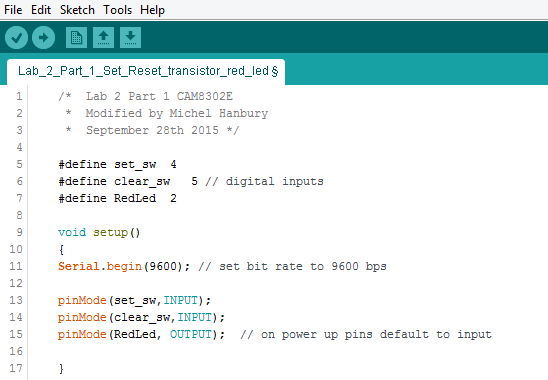 File Edit Sketch Tools Help
Lab_2_Part_1_Set_Reset_transistor_red_led §
1 /* Lab 2 Part 1 CAM8302E
2 * Modified by Michel Hanbury
3 * September 28th 2015 */
4
5 #define set_sw 4
6 #define clear_sw 5 // digital inputs
7 #define RedLed 2
8
9 void setup()
10 {
11 Serial.begin(9600); // set bit rate to 9600 bps
12
13 pinMode(set_sw,INPUT);
14 pinMode(clear_sw,INPUT);
15 pinMode(RedLed, OUTPUT); // on power up pins default to input
16
17 }